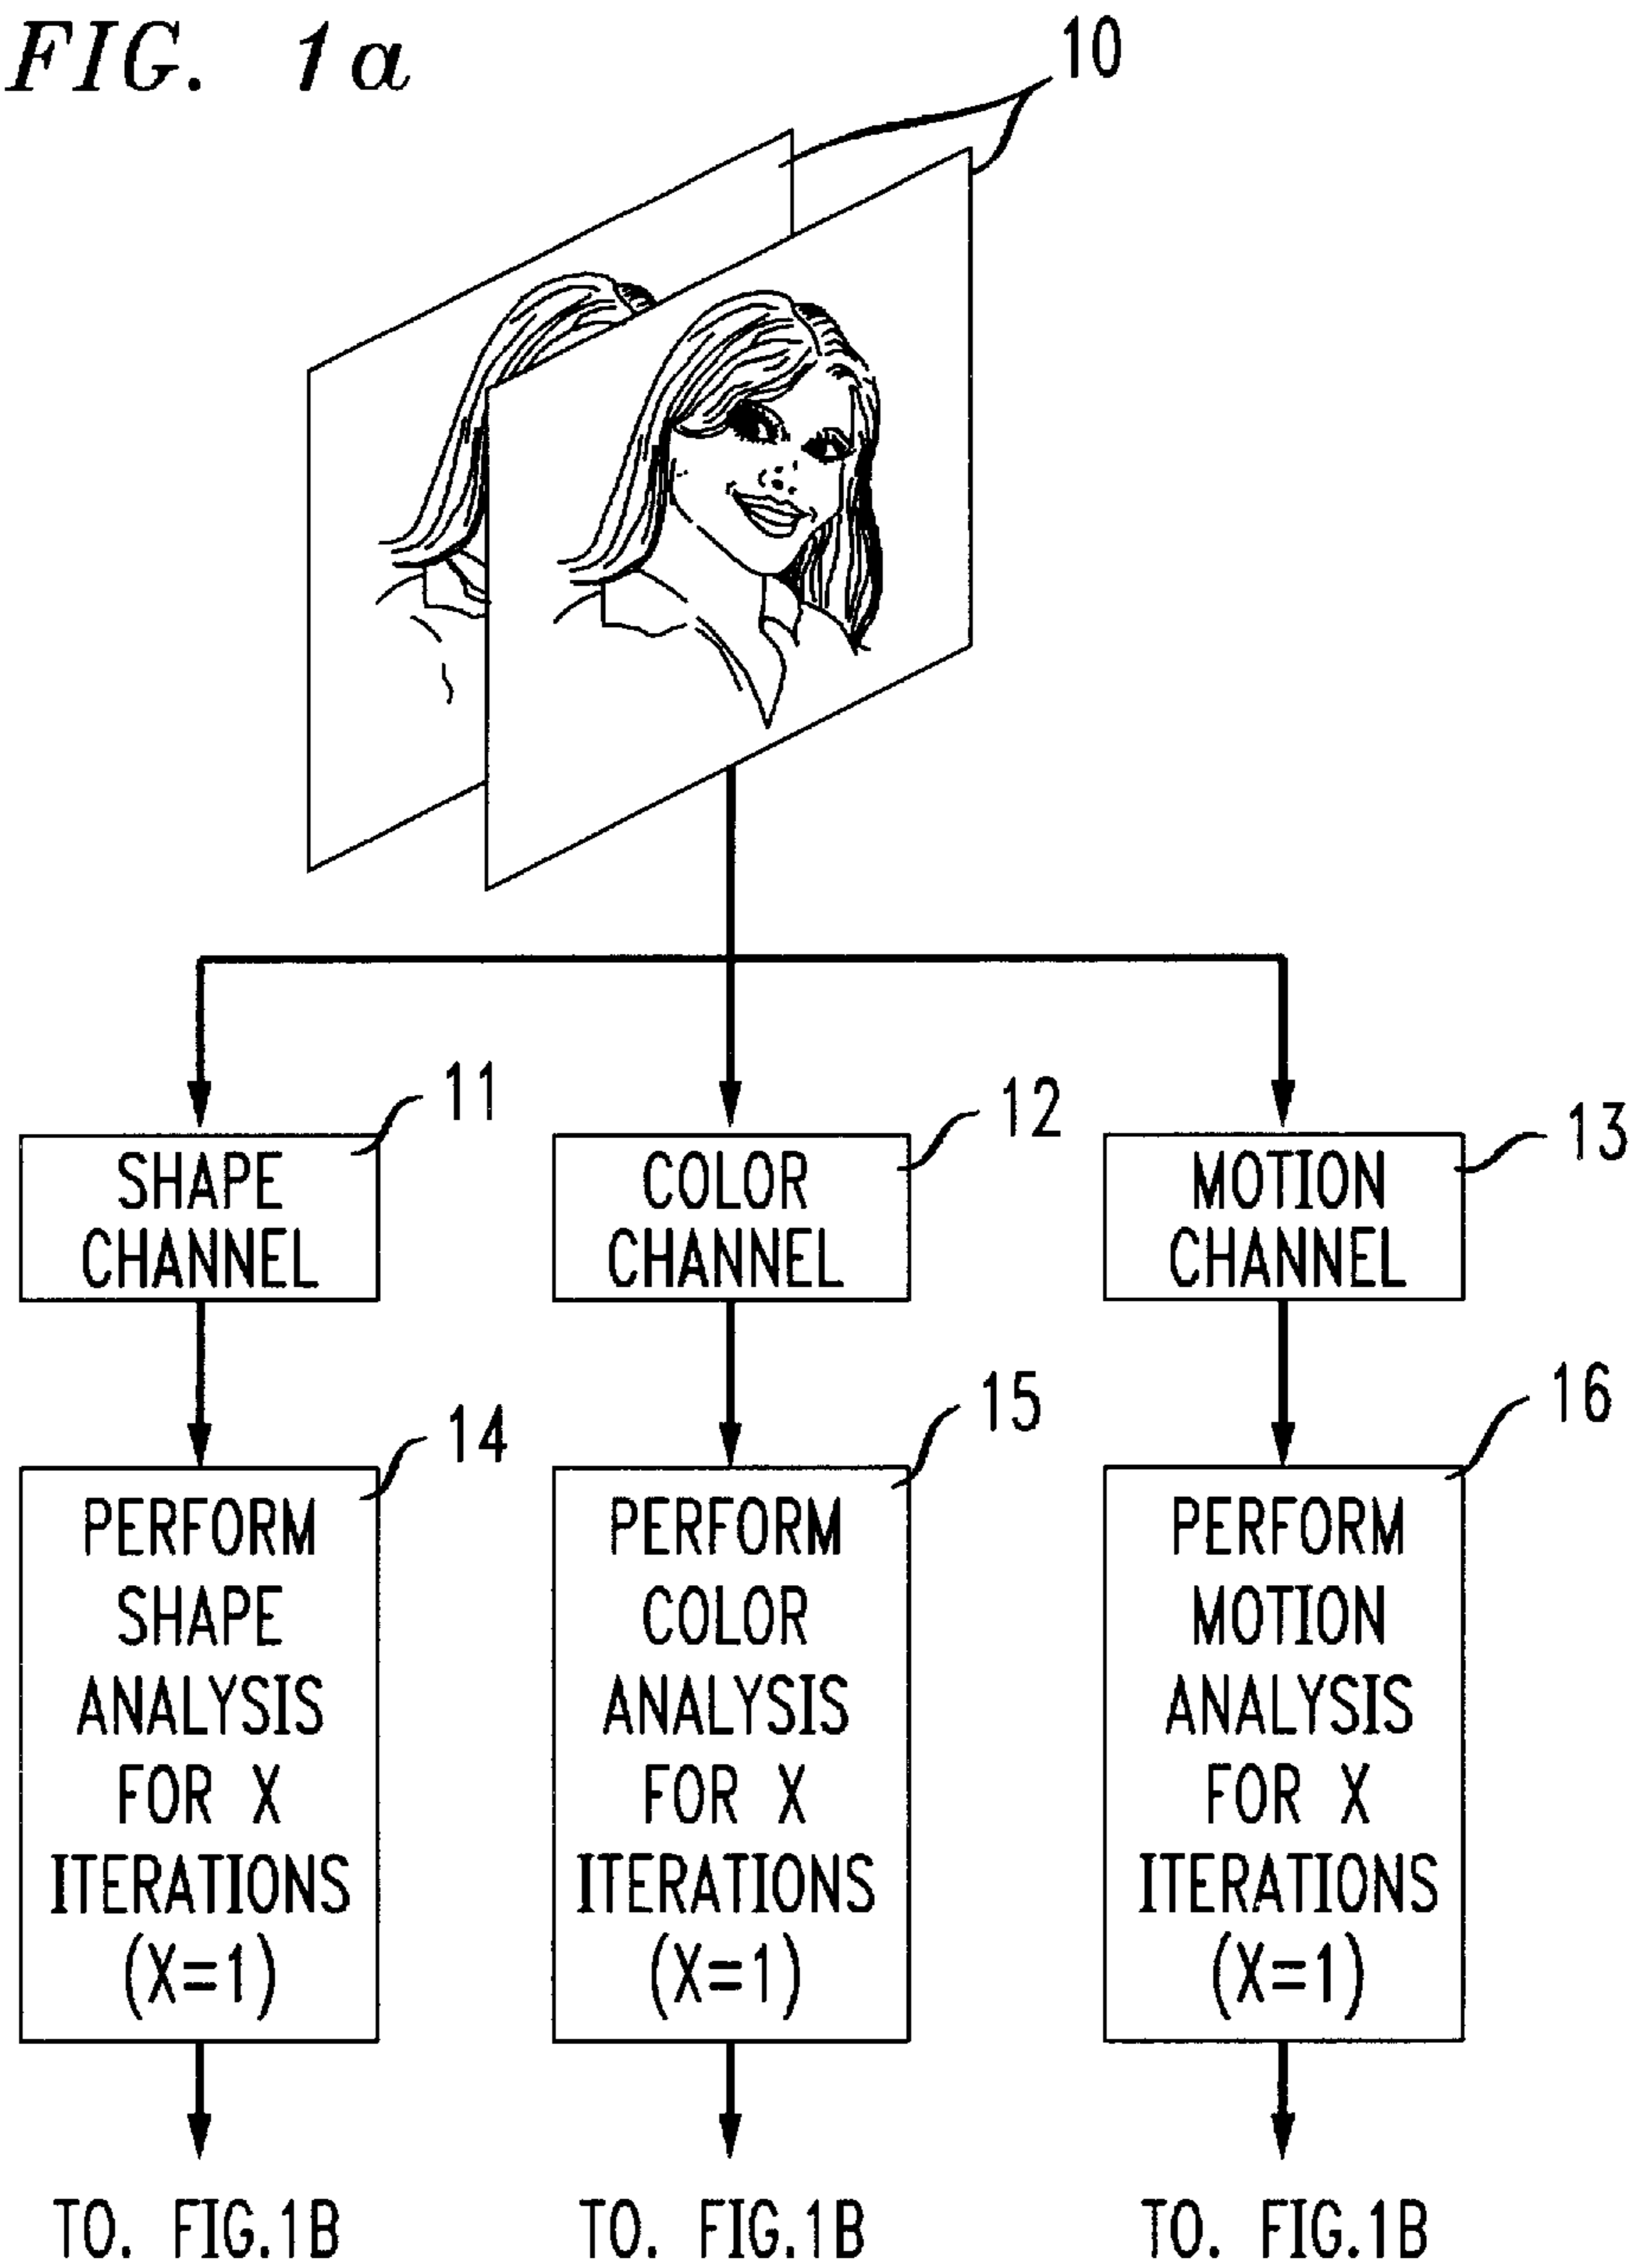 FIG. 1a
10
11
12
13
SHAPE
CHANNEL
COLOR
CHANNEL
MOTION
CHANNEL
14
15
16
PERFORM
SHAPE
ANALYSIS
FOR X
ITERATIONS
(X=1)
PERFORM
COLOR
ANALYSIS
FOR X
ITERATIONS
(X=1)
PERFORM
MOTION
ANALYSIS
FOR X
ITERATIONS
(X=1)
TO. FIG.1B
TO. FIG.1B
TO. FIG.1B